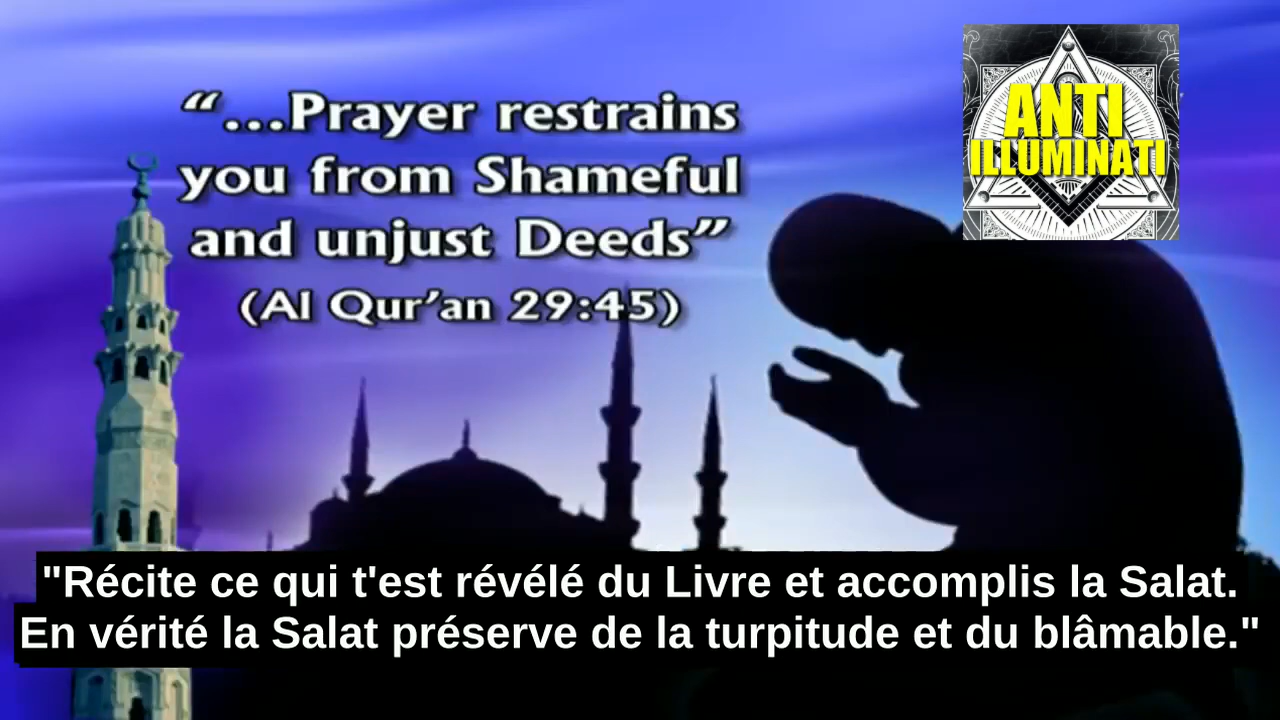 “...Prayer restrains
you from Shameful
and unjust Deeds”
(Al Qur’an 29:45)
ANTI
ILLUMINATI
"Récite ce qui t'est révélé du Livre et accomplis la Salat.
En vérité la Salat préserve de la turpitude et du blâmable."